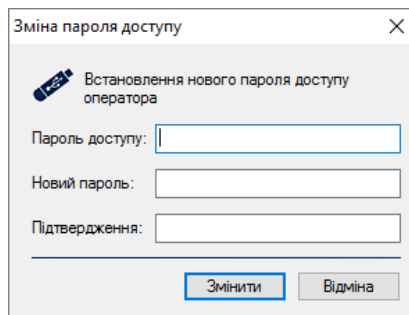 Зміна пароля доступу
Встановлення нового пароля доступу
оператора
Пароль доступу:
Новий пароль:
Підтвердження:
Змінити Відміна